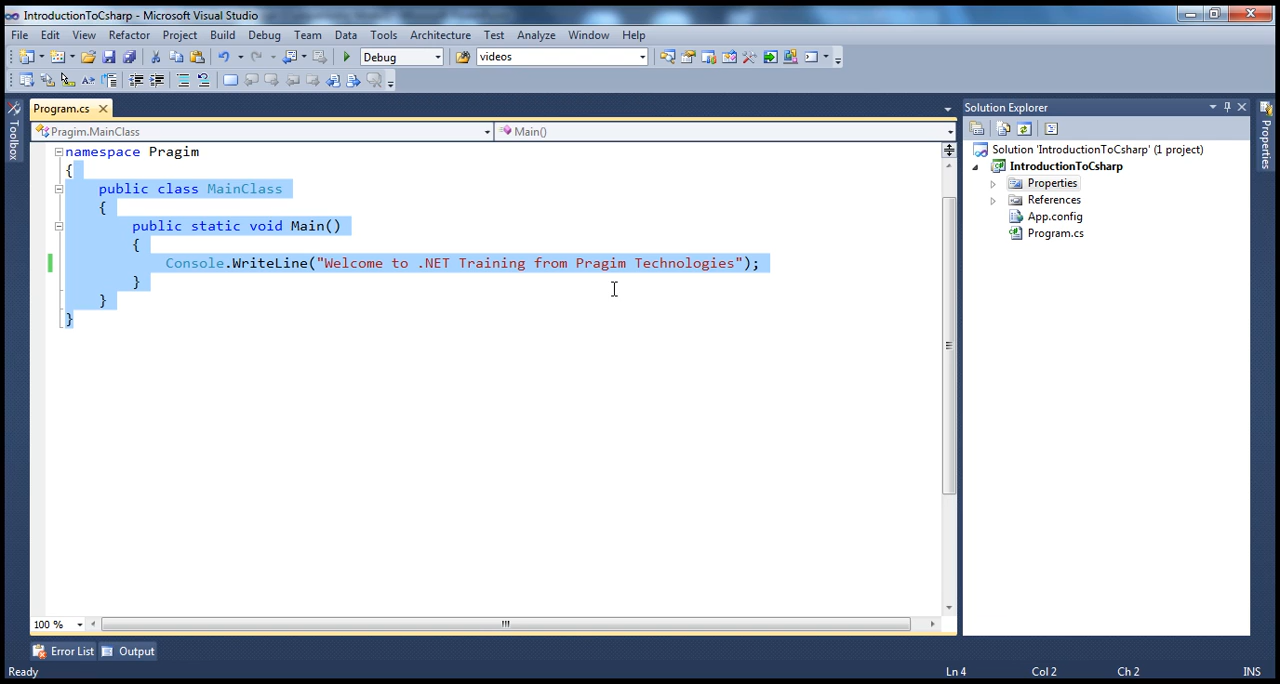 IntroductionToCsharp - Microsoft Visual Studio
File Edit View Refactor Project Build Debug Team Data Tools Architecture Test Analyze Window Help
Debug videos
Toolbox
Program.cs
Pragim.MainClass Main()
namespace Pragim
{
public class MainClass
{
public static void Main()
{
Console.WriteLine("Welcome to .NET Training from Pragim Technologies");
}
}
}
100 %
Error List Output
Solution Explorer
Solution 'IntroductionToCsharp' (1 project)
IntroductionToCsharp
Properties
References
App.config
Program.cs
Properties
Ready Ln 4 Col 2 Ch 2 INS